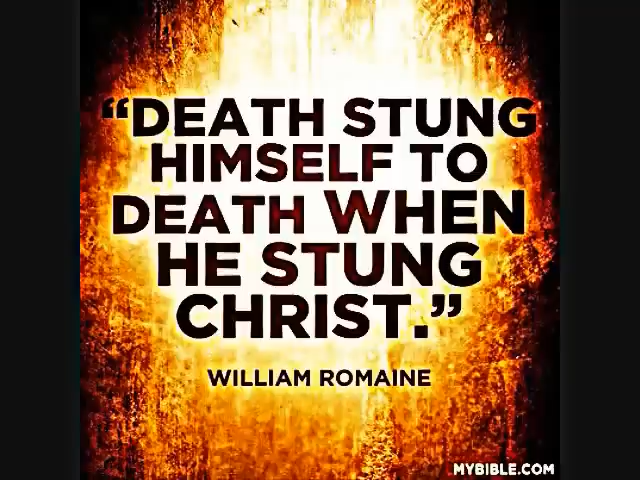 “DEATH STUNG
HIMSELF TO
DEATH WHEN
HE STUNG
CHRIST.”
WILLIAM ROMAINE
MYBIBLE.COM